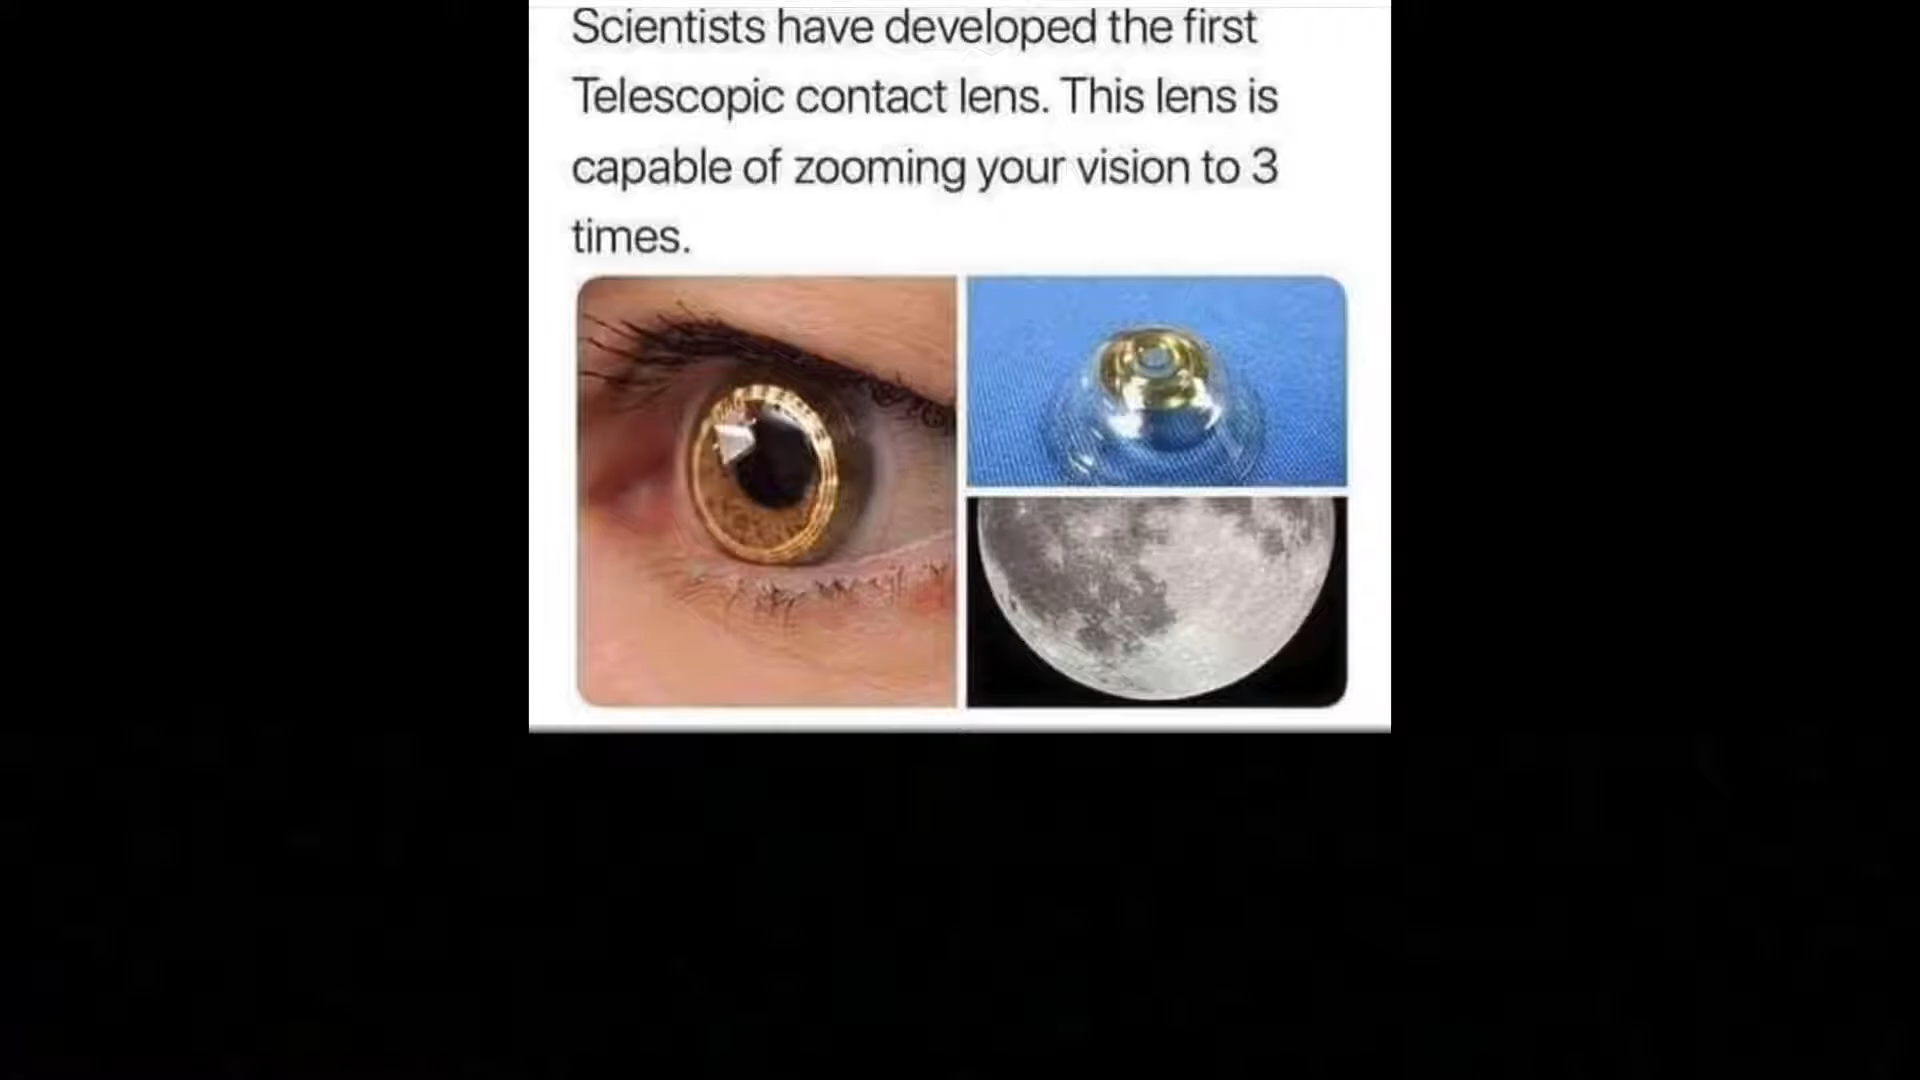 Scientists have developed the first
Telescopic contact lens. This lens is
capable of zooming your vision to 3
times.